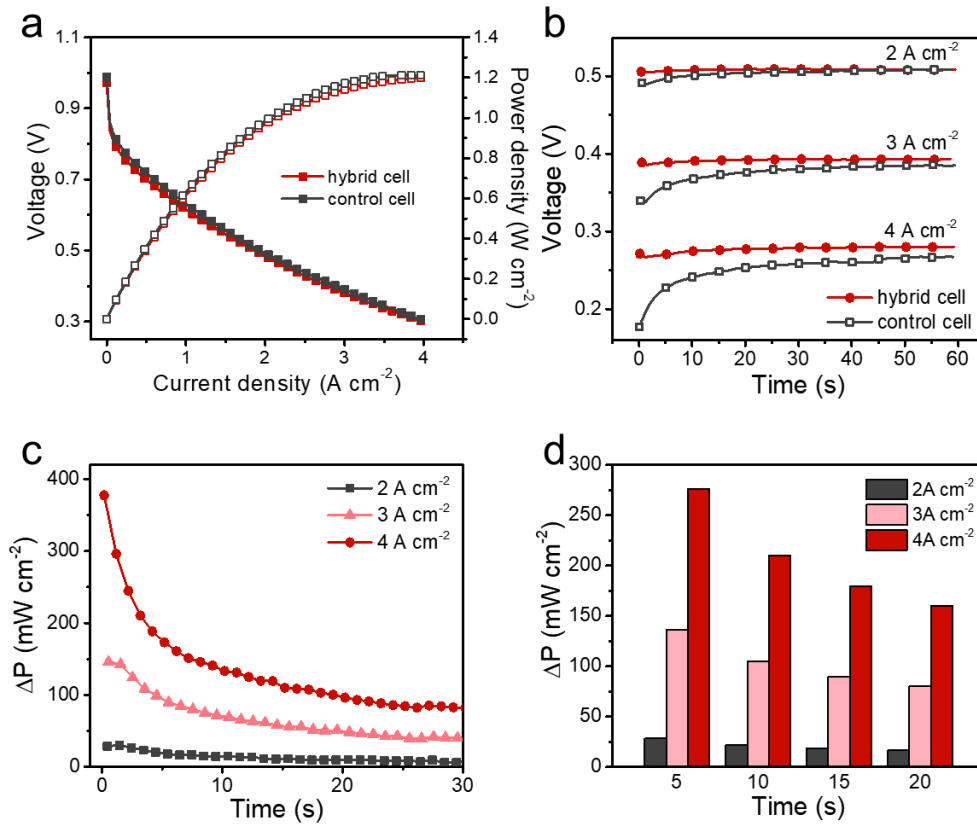 a
1.1
0.9
0.7
0.5
0.3
Voltage (V)
1.4
1.2
1.0
0.8
0.6
0.4
0.2
0.0
Power density (W cm⁻²)
hybrid cell
control cell
0 1 2 3 4
Current density (A cm⁻²)
b
0.5
0.4
0.3
0.2
Voltage (V)
2 A cm⁻²
3 A cm⁻²
4 A cm⁻²
hybrid cell
control cell
0 10 20 30 40 50 60
Time (s)
c
400
300
200
100
0
ΔP (mW cm⁻²)
2 A cm⁻²
3 A cm⁻²
4 A cm⁻²
0 10 20 30
Time (s)
d
300
250
200
150
100
50
0
ΔP (mW cm⁻²)
2A cm⁻²
3A cm⁻²
4A cm⁻²
5 10 15 20
Time (s)